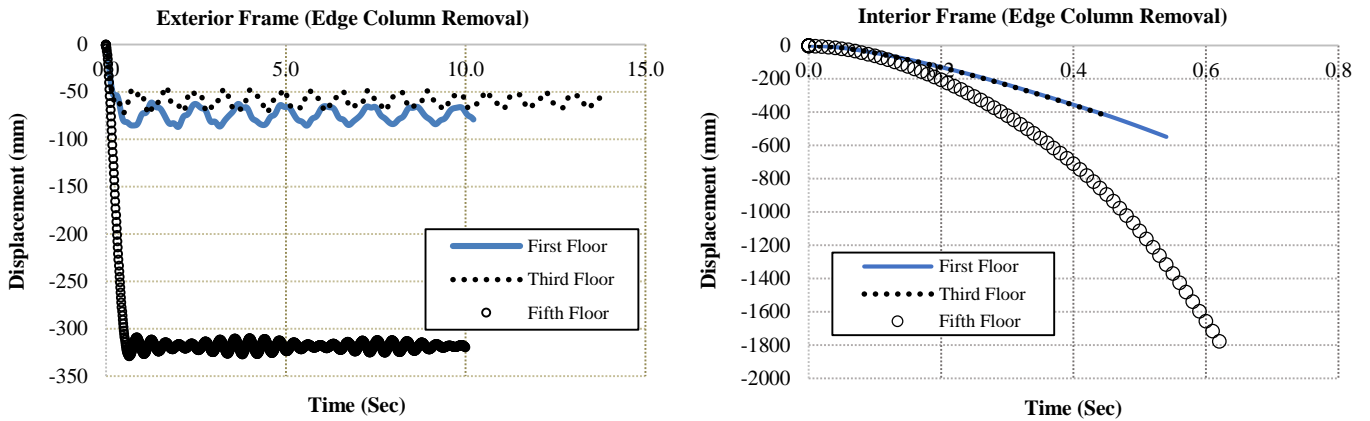 Exterior Frame (Edge Column Removal)
0
-50
-100
-150
-200
-250
-300
-350
0.0
5.0
10.0
15.0
Displacement (mm)
Time (Sec)
First Floor
Third Floor
Fifth Floor
Interior Frame (Edge Column Removal)
0
-200
-400
-600
-800
-1000
-1200
-1400
-1600
-1800
-2000
0.0
0.2
0.4
0.6
0.8
Displacement (mm)
Time (Sec)
First Floor
Third Floor
Fifth Floor